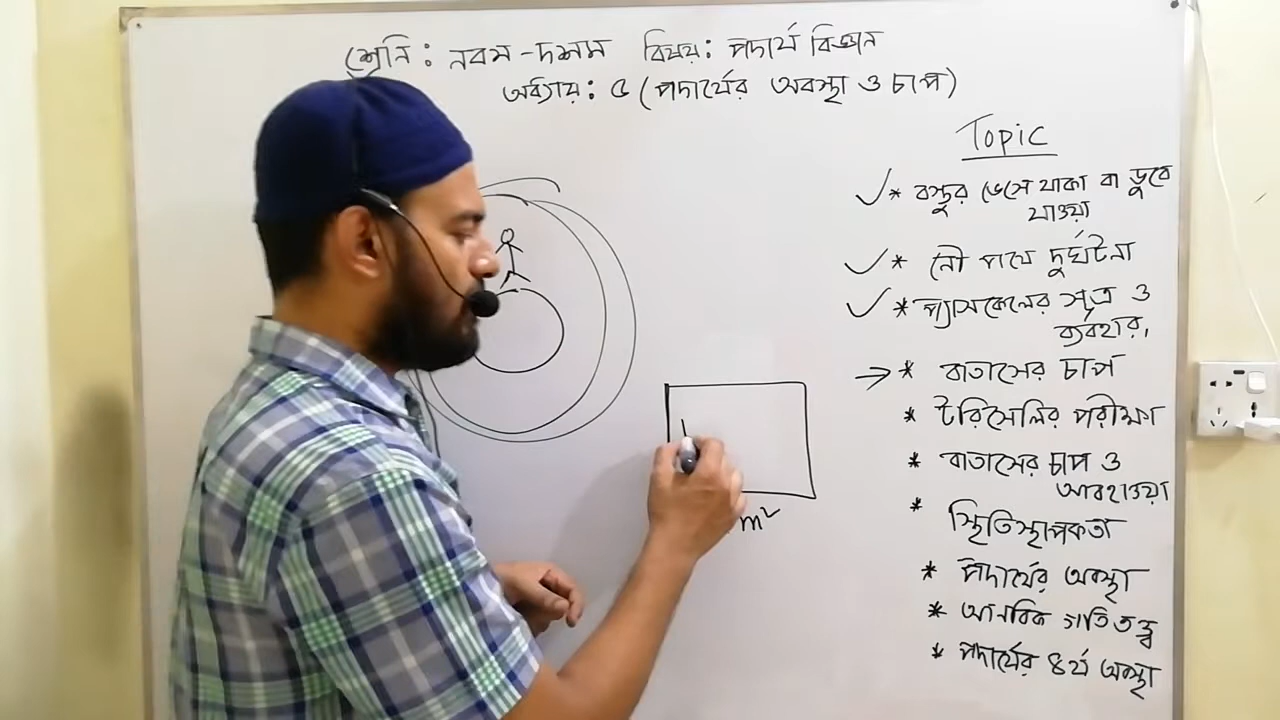 শ্রেনি : নবম - দশম বিষয় : পদার্থ বিজ্ঞান
অধ্যায় : ৫ (পদার্থের অবস্থা ও চাপ)
Topic
✓ * বস্তুর ভেসে থাকা বা ডুবে
যাওয়া
✓ * নৌ পথে দুর্ঘটনা
✓ * প্যাসকেলের সূত্র ও
ব্যবহার,
→ * বাতাসের চাপ
* টরিসেলির পরীক্ষা
* বাতাসের চাপ ও
আবহাওয়া
* স্থিতিস্থাপকতা
* পদার্থের অবস্থা
* আনবিক গতিতত্ত্ব
* পদার্থের ৪র্থ অবস্থা
m²